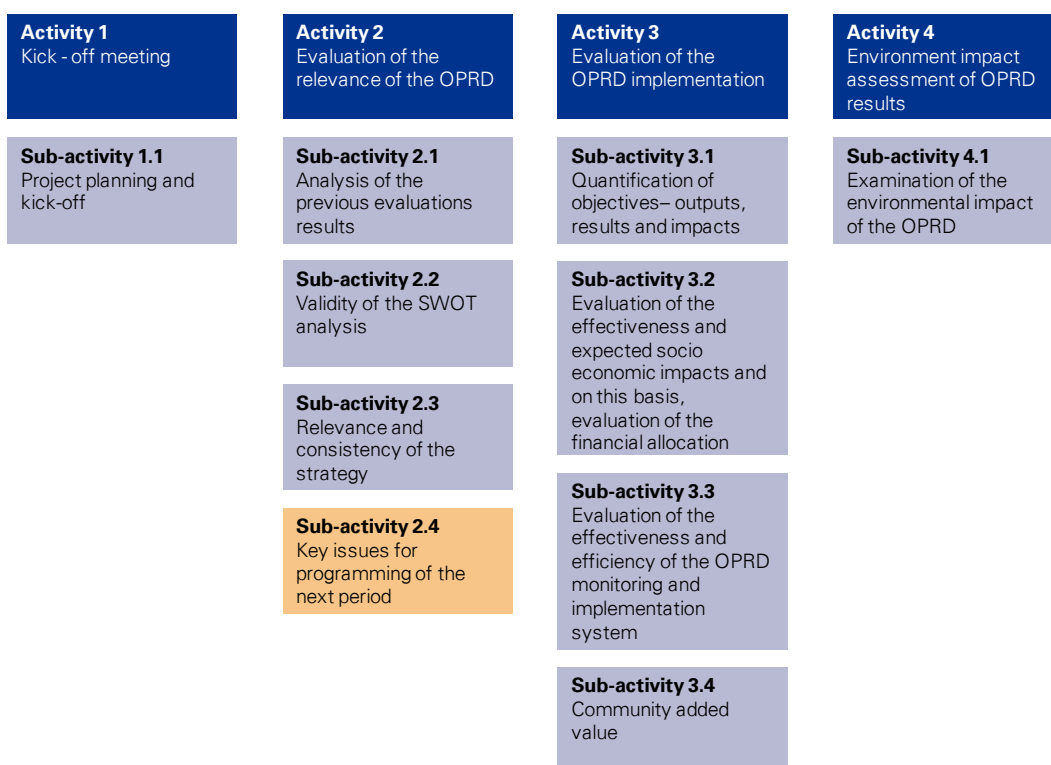 Activity 1
Kick - off meeting
Sub-activity 1.1
Project planning and
kick-off
Activity 2
Evaluation of the
relevance of the OPRD
Sub-activity 2.1
Analysis of the
previous evaluations
results
Sub-activity 2.2
Validity of the SWOT
analysis
Sub-activity 2.3
Relevance and
consistency of the
strategy
Sub-activity 2.4
Key issues for
programming of the
next period
Activity 3
Evaluation of the
OPRD implementation
Sub-activity 3.1
Quantification of
objectives– outputs,
results and impacts
Sub-activity 3.2
Evaluation of the
effectiveness and
expected socio
economic impacts and
on this basis,
evaluation of the
financial allocation
Sub-activity 3.3
Evaluation of the
effectiveness and
efficiency of the OPRD
monitoring and
implementation
system
Sub-activity 3.4
Community added
value
Activity 4
Environment impact
assessment of OPRD
results
Sub-activity 4.1
Examination of the
environmental impact
of the OPRD